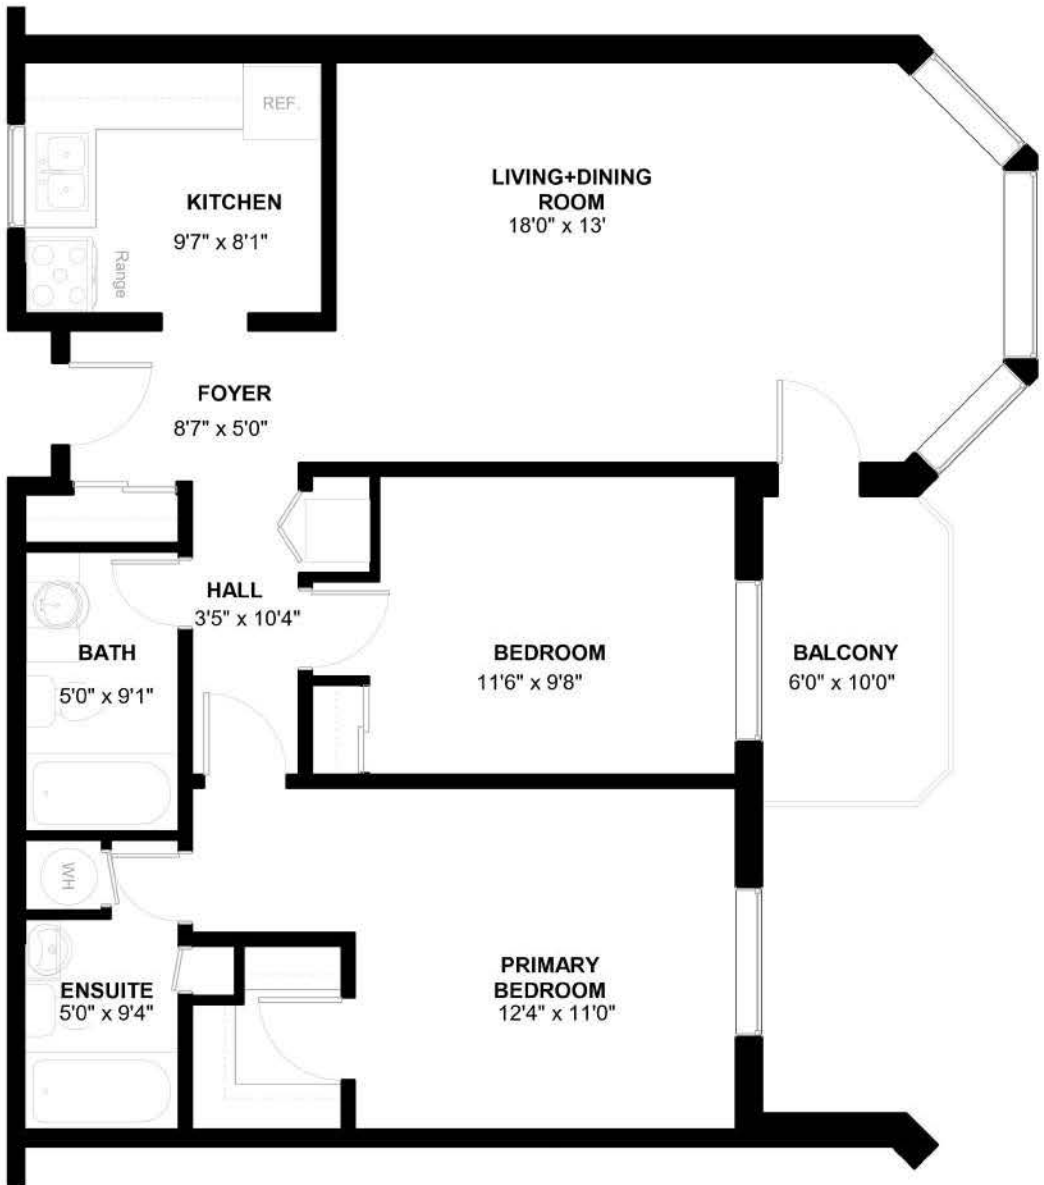 REF.
LIVING+DINING
ROOM
18'0" x 13'
KITCHEN
9'7" x 8'1"
Range
FOYER
8'7" x 5'0"
HALL
3'5" x 10'4"
BATH
5'0" x 9'1"
BEDROOM
11'6" x 9'8"
BALCONY
6'0" x 10'0"
WH
ENSUITE
5'0" x 9'4"
PRIMARY
BEDROOM
12'4" x 11'0"